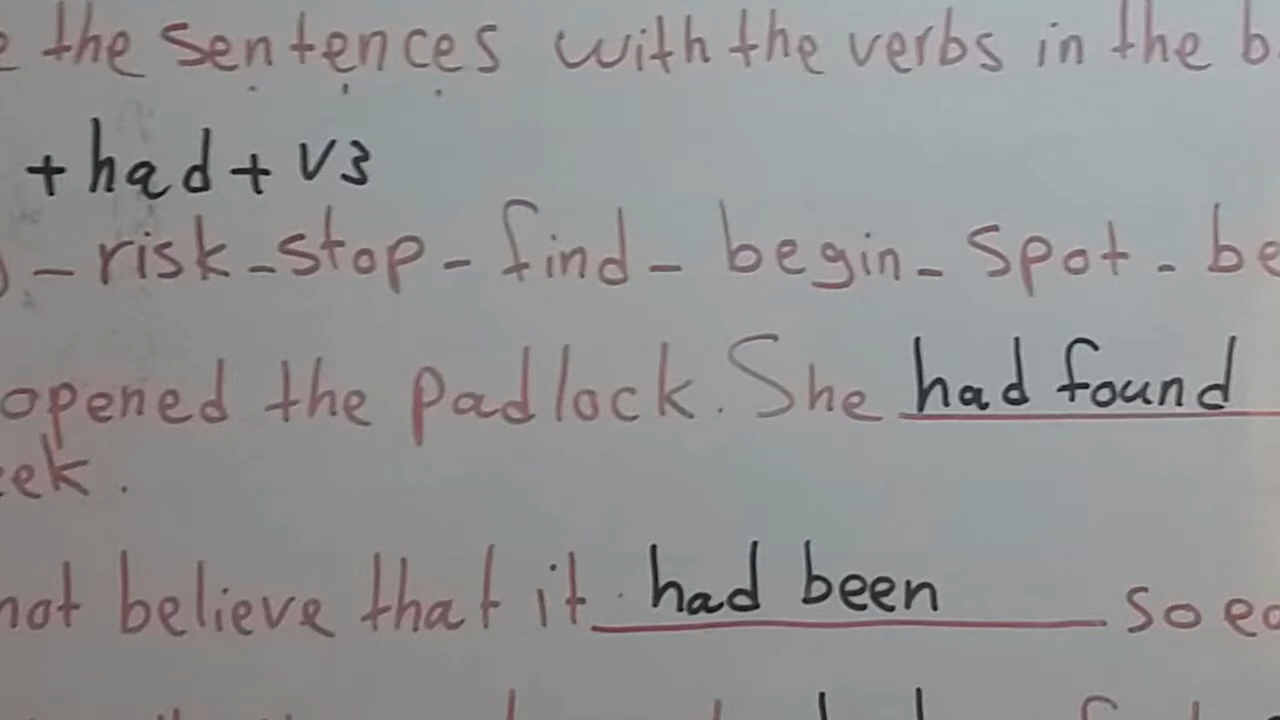 the sentences with the verbs in the
+ had + V3
- risk - stop - find - begin - spot - be
opened the padlock. She had found
eek.
not believe that it had been so